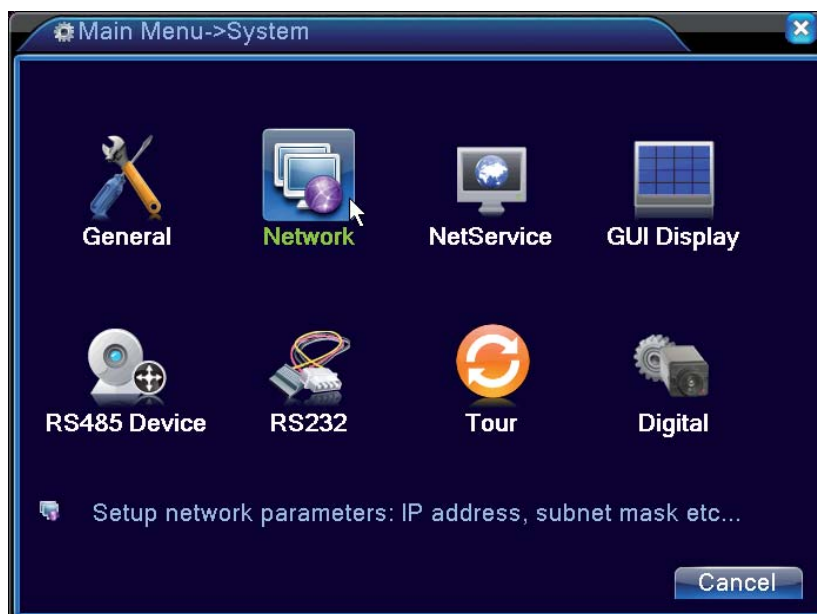 Main Menu->System
General Network NetService GUI Display
RS485 Device RS232 Tour Digital
Setup network parameters: IP address, subnet mask etc...
Cancel